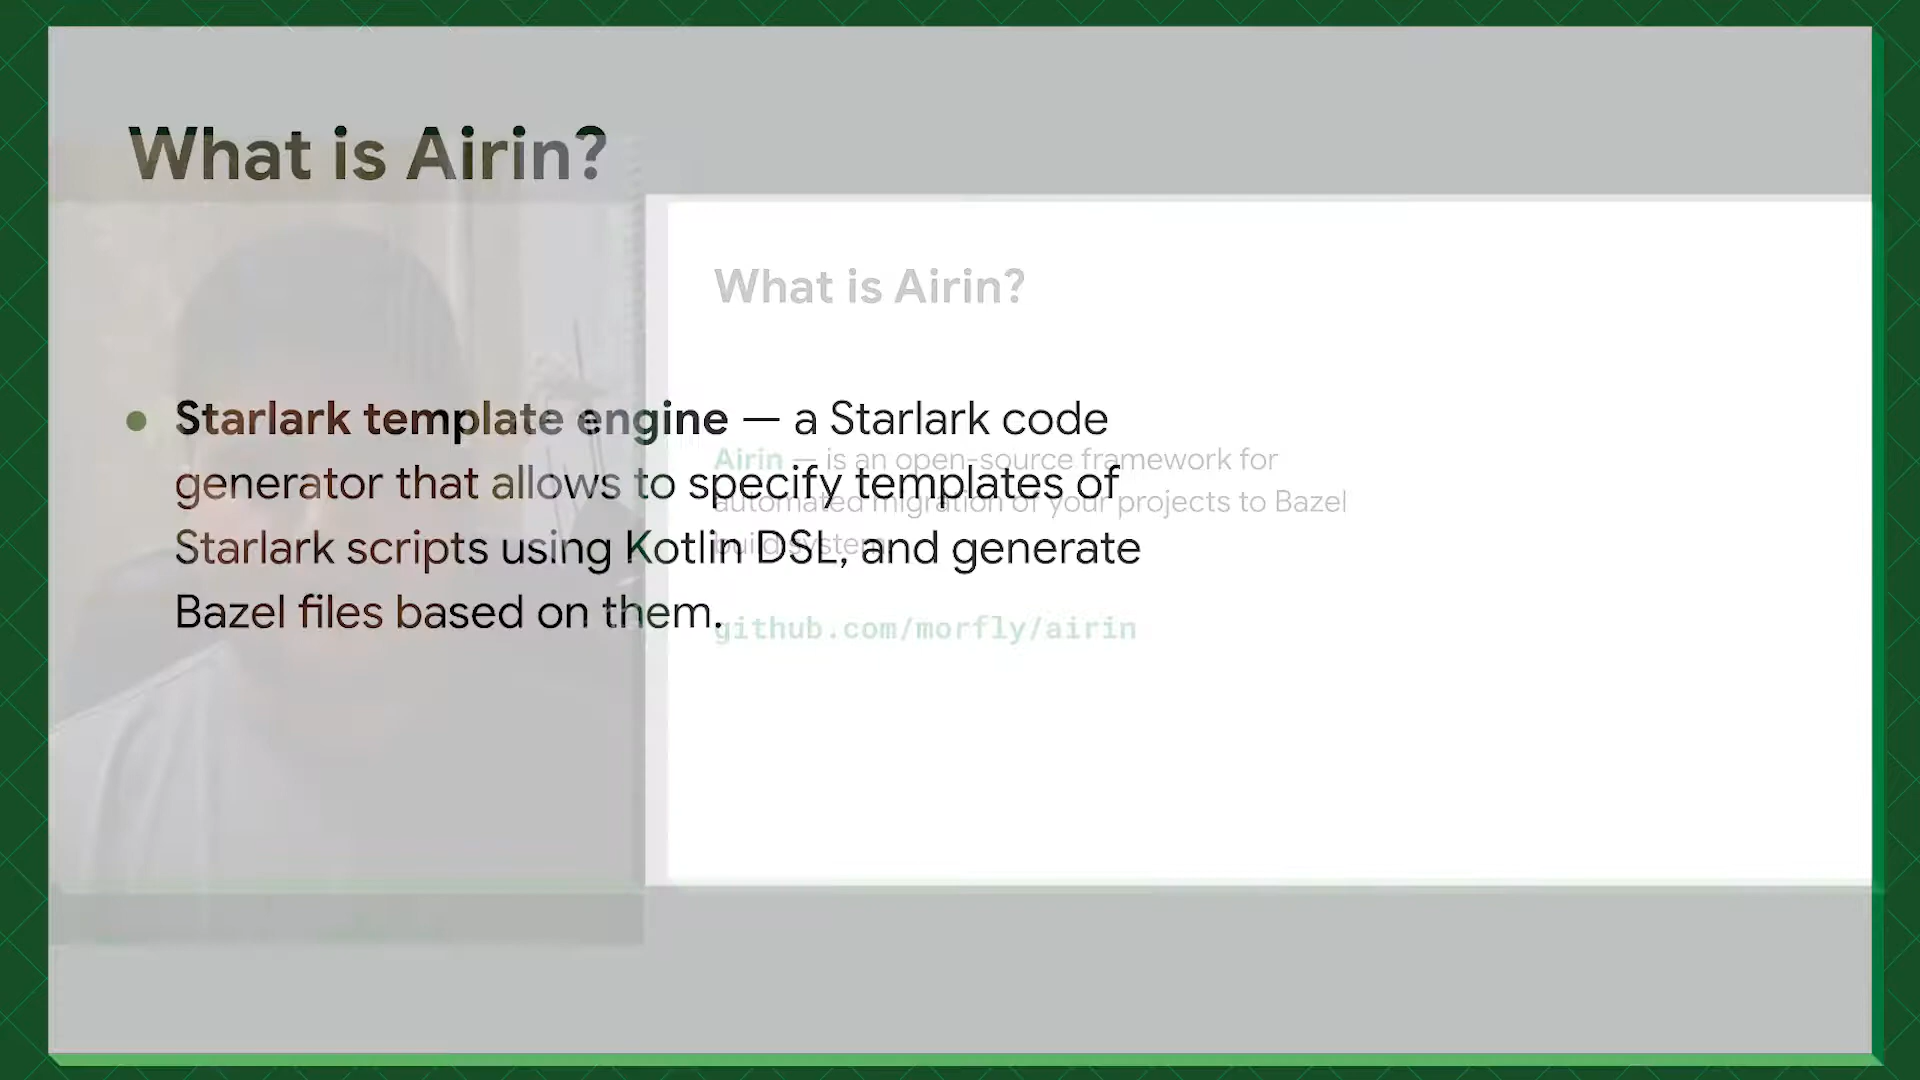 What is Airin?
Starlark template engine — a Starlark code
generator that allows to specify templates of
Starlark scripts using Kotlin DSL, and generate
Bazel files based on them.
What is Airin?
Airin — is an open-source framework for
automated migration of your projects to Bazel
build system.
github.com/morfly/airin